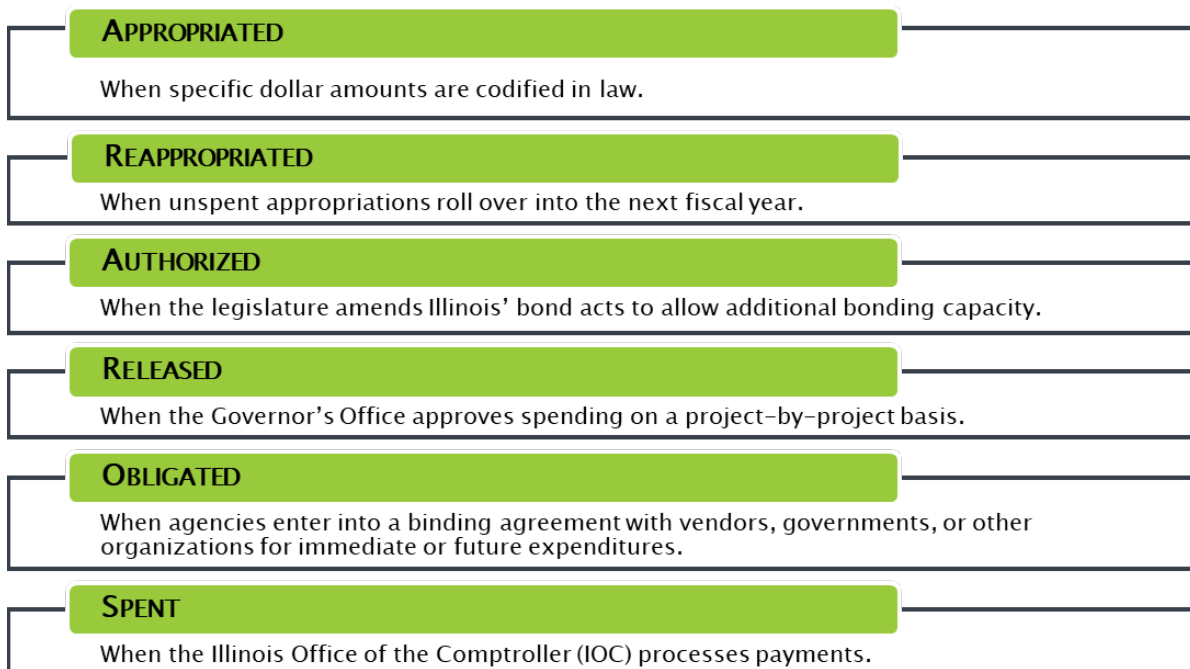 APPROPRIATED
When specific dollar amounts are codified in law.
REAPPROPRIATED
When unspent appropriations roll over into the next fiscal year.
AUTHORIZED
When the legislature amends Illinois’ bond acts to allow additional bonding capacity.
RELEASED
When the Governor’s Office approves spending on a project-by-project basis.
OBLIGATED
When agencies enter into a binding agreement with vendors, governments, or other
organizations for immediate or future expenditures.
SPENT
When the Illinois Office of the Comptroller (IOC) processes payments.